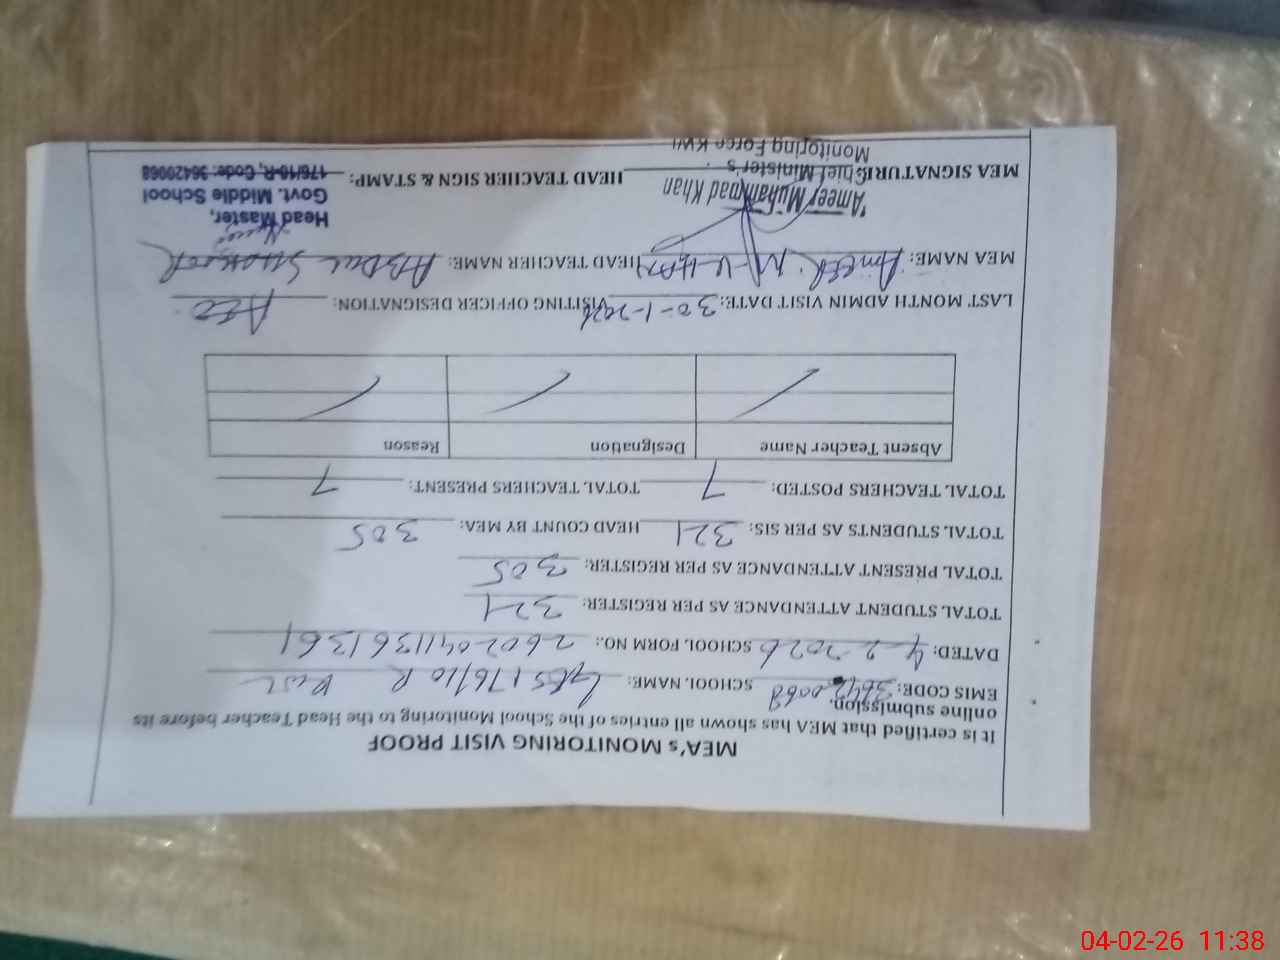 MEA's MONITORING VISIT PROOF
It is certified that MEA has shown all entries of the School Monitoring to the Head Teacher before its
online submission.
EMIS CODE: 36420068 SCHOOL NAME: 176/10 R
DATED: 4-2-2026 SCHOOL FORM NO.: 26020411361361
TOTAL STUDENT ATTENDANCE AS PER REGISTER: 321
TOTAL PRESENT ATTENDANCE AS PER REGISTER: 305
TOTAL STUDENTS AS PER SIS: 321 HEAD COUNT BY MEA: 305
TOTAL TEACHERS POSTED: 7 TOTAL TEACHERS PRESENT: 7
Absent Teacher Name Designation Reason
LAST MONTH ADMIN VISIT DATE: 30-1-2026 VISITING OFFICER DESIGNATION: AEO
MEA NAME: AMEER M. HEAD TEACHER NAME: ABDUL SHAKOOR
Ameer Muhammad Khan
Head Master,
Govt. Middle School
MEA SIGNATURE: Chief Minister's HEAD TEACHER SIGN & STAMP: 176/10-R, Code: 36420068
Monitoring Force KWL
04-02-26 11:38